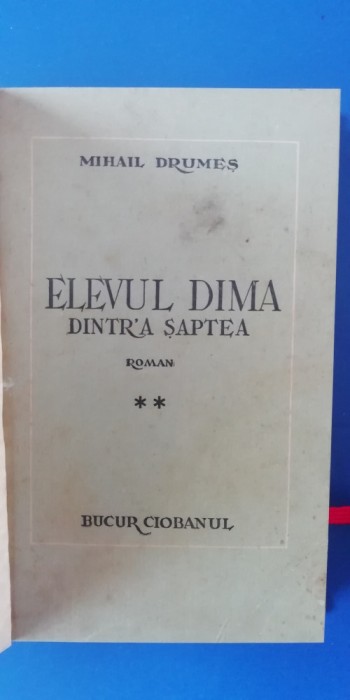 MIHAIL DRUMEȘ
ELEVUL DIMA
DINTR'A ȘAPTEA
ROMAN
**
BUCUR CIOBANUL